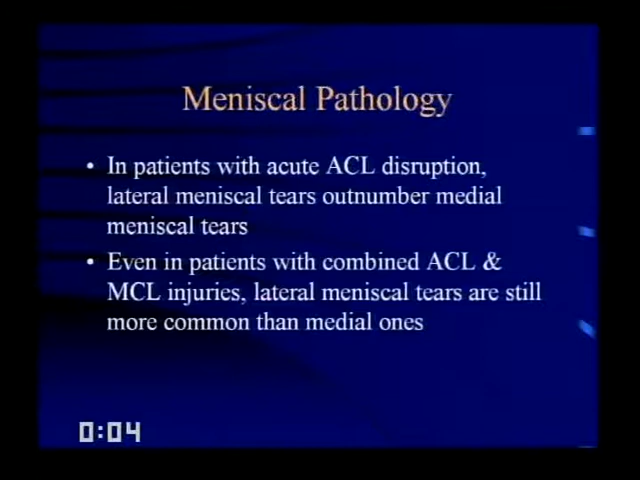 Meniscal Pathology
• In patients with acute ACL disruption,
lateral meniscal tears outnumber medial
meniscal tears
• Even in patients with combined ACL &
MCL injuries, lateral meniscal tears are still
more common than medial ones
0:04